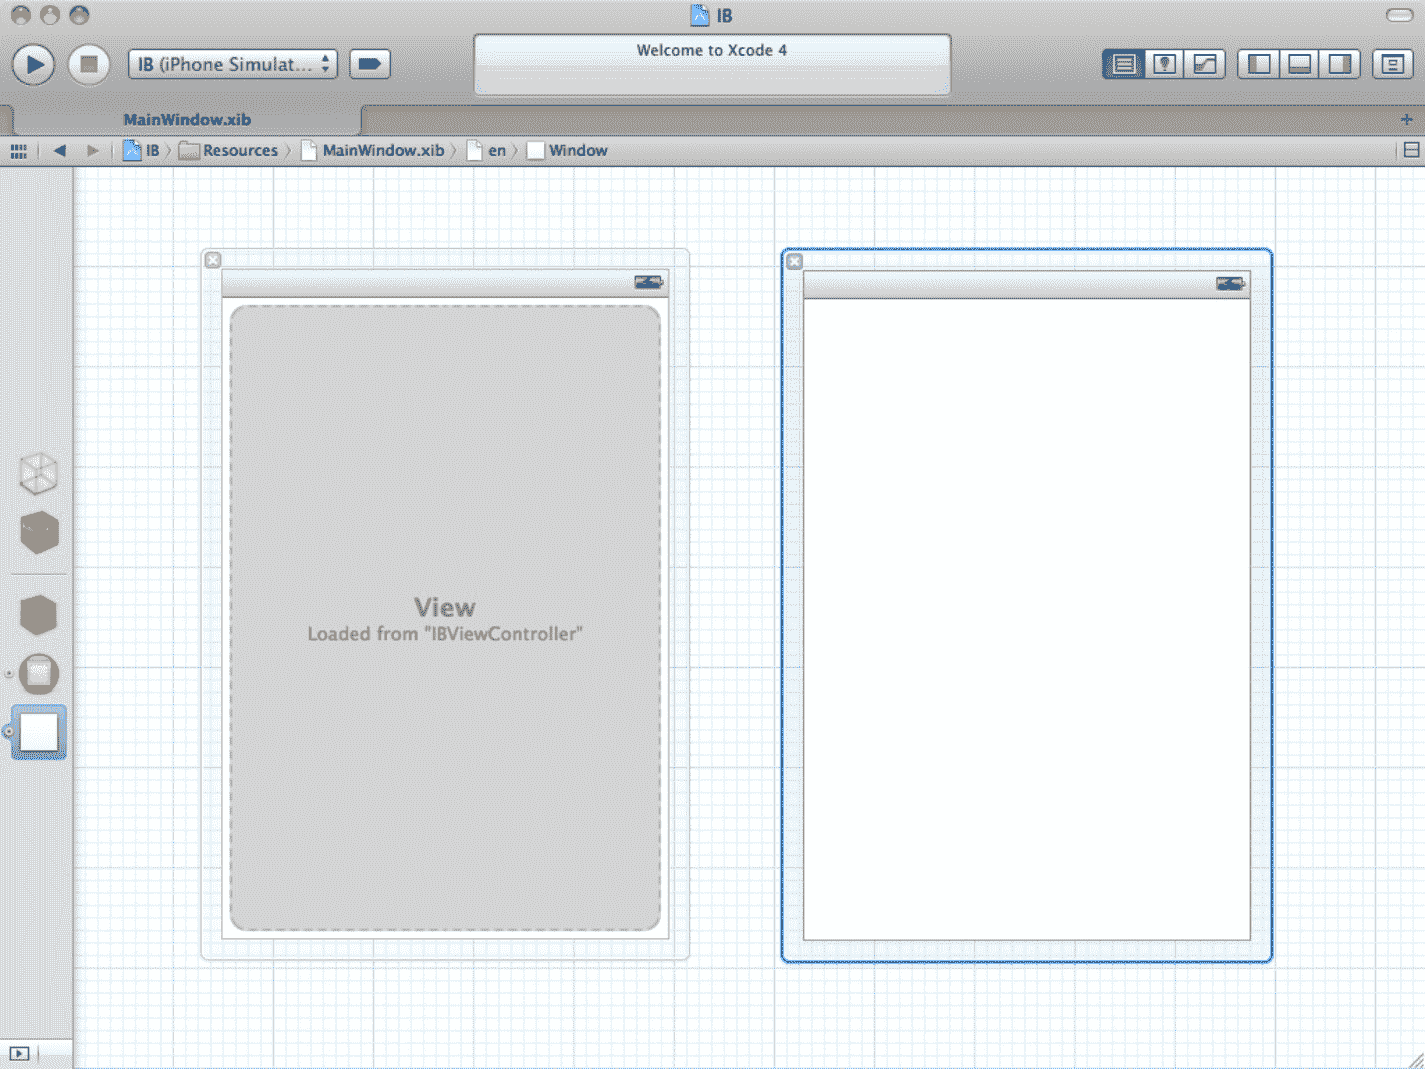 IB
IB (iPhone Simulat...
Welcome to Xcode 4
MainWindow.xib
IB
Resources
MainWindow.xib
en
Window
View
Loaded from "IBViewController"